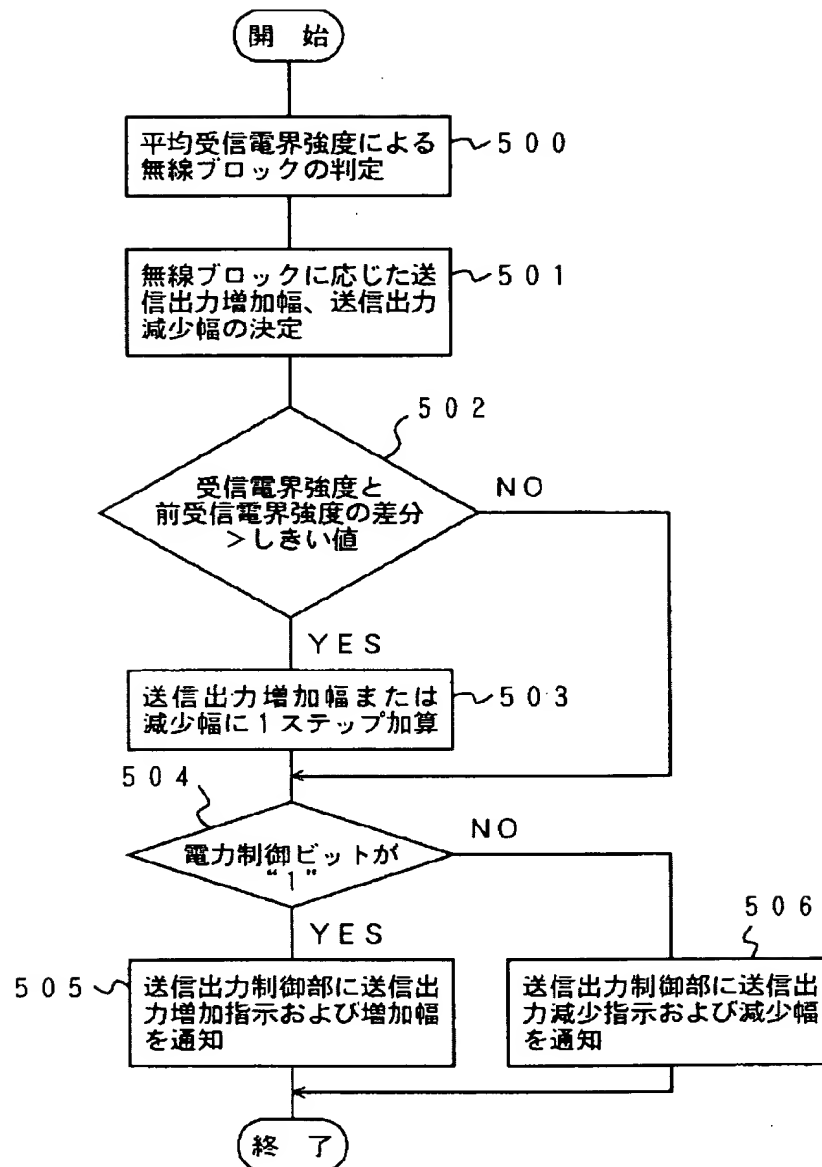 開 始
平均受信電界強度による
無線ブロックの判定
500
無線ブロックに応じた送
信出力増加幅、送信出力
減少幅の決定
501
502
受信電界強度と
前受信電界強度の差分
＞しきい値
NO
YES
送信出力増加幅または
減少幅に1ステップ加算
503
504
電力制御ビットが
“1”
NO
YES
505
送信出力制御部に送信出
力増加指示および増加幅
を通知
506
送信出力制御部に送信出
力減少指示および減少幅
を通知
終 了